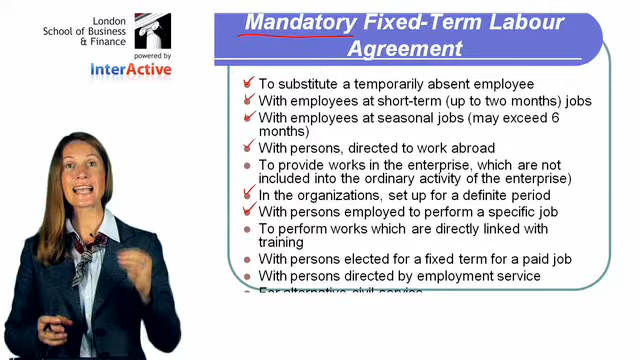 London
School of Business
& Finance
powered by
InterActive
Mandatory Fixed-Term Labour
Agreement
To substitute a temporarily absent employee
With employees at short-term (up to two months) jobs
With employees at seasonal jobs (may exceed 6
months)
With persons, directed to work abroad
To provide works in the enterprise, which are not
included into the ordinary activity of the enterprise)
In the organizations, set up for a definite period
With persons employed to perform a specific job
To perform works which are directly linked with
training
With persons elected for a fixed term for a paid job
With persons directed by employment service
For alternative civil service